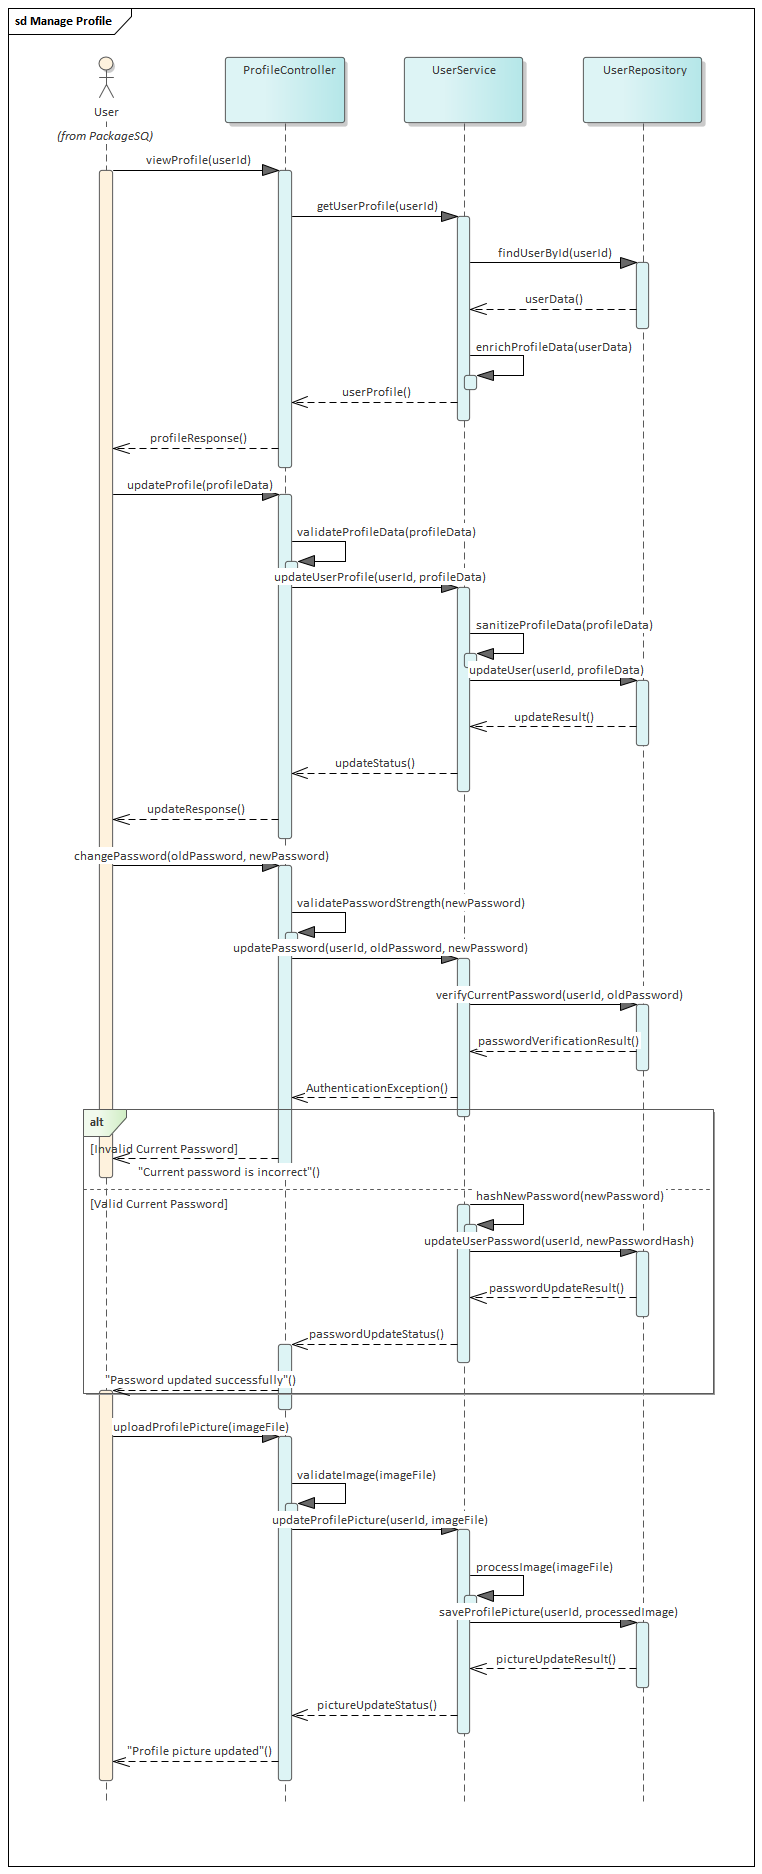 sd Manage Profile
ProfileController
UserService
UserRepository
User
(from PackageSQ)
viewProfile(userId)
getUserProfile(userId)
findUserById(userId)
userData()
enrichProfileData(userData)
userProfile()
profileResponse()
updateProfile(profileData)
validateProfileData(profileData)
updateUserProfile(userId, profileData)
sanitizeProfileData(profileData)
updateUser(userId, profileData)
updateResult()
updateStatus()
updateResponse()
changePassword(oldPassword, newPassword)
validatePasswordStrength(newPassword)
updatePassword(userId, oldPassword, newPassword)
verifyCurrentPassword(userId, oldPassword)
passwordVerificationResult()
AuthenticationException()
alt
[Invalid Current Password]
"Current password is incorrect"()
hashNewPassword(newPassword)
[Valid Current Password]
updateUserPassword(userId, newPasswordHash)
passwordUpdateResult()
passwordUpdateStatus()
"Password updated successfully"()
uploadProfilePicture(imageFile)
validateImage(imageFile)
updateProfilePicture(userId, imageFile)
processImage(imageFile)
saveProfilePicture(userId, processedImage)
pictureUpdateResult()
pictureUpdateStatus()
"Profile picture updated"()